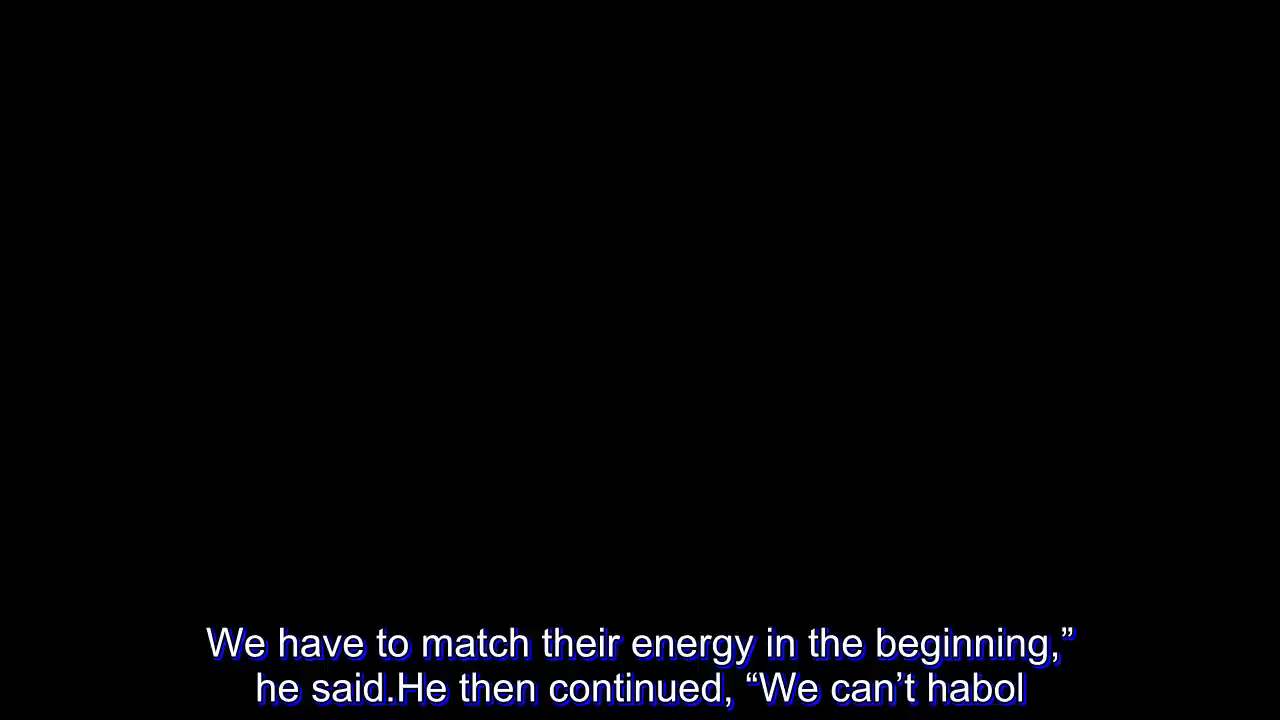 We have to match their energy in the beginning,”
he said.He then continued, “We can’t habol